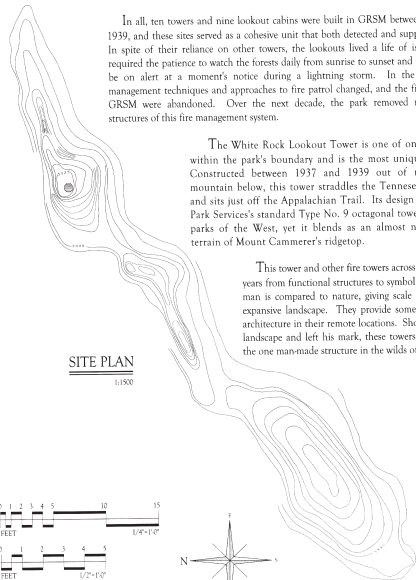 In all, ten towers and nine lookout cabins were built in GRSM betwe
1939, and these sites served as a cohesive unit that both detected and supp
In spite of their reliance on other towers, the lookouts lived a life of is
required the patience to watch the forests daily from sunrise to sunset and
be on alert at a moment's notice during a lightning storm. In the
management techniques and approaches to fire patrol changed, and the fi
GRSM were abandoned. Over the next decade, the park removed
structures of this fire management system.
The White Rock Lookout Tower is one of on
within the park's boundary and is the most uniqu
Constructed between 1937 and 1939 out of
mountain below, this tower straddles the Tennese
and sits just off the Appalachian Trail. Its design
Park Services's standard Type No. 9 octagonal towe
parks of the West, yet it blends as an almost n
terrain of Mount Cammerer's ridgetop.
This tower and other fire towers across
years from functional structures to symbol
man is compared to nature, giving scale
expansive landscape. They provide some
architecture in their remote locations. Sho
landscape and left his mark, these towers
the one man-made structure in the wilds of
SITE PLAN
1:1500
0 1 2 3 4 5 10 15
FEET 1/4"=1'-0"
0 1 2 3 4 5
FEET 1/2"=1'-0"
N